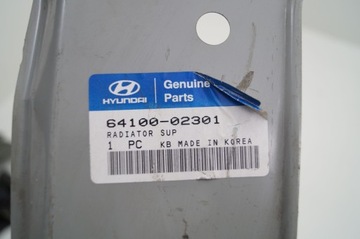 HYUNDAI
Genuine
Parts
64100-02301
RADIATOR SUP
1 PC KB MADE IN KOREA